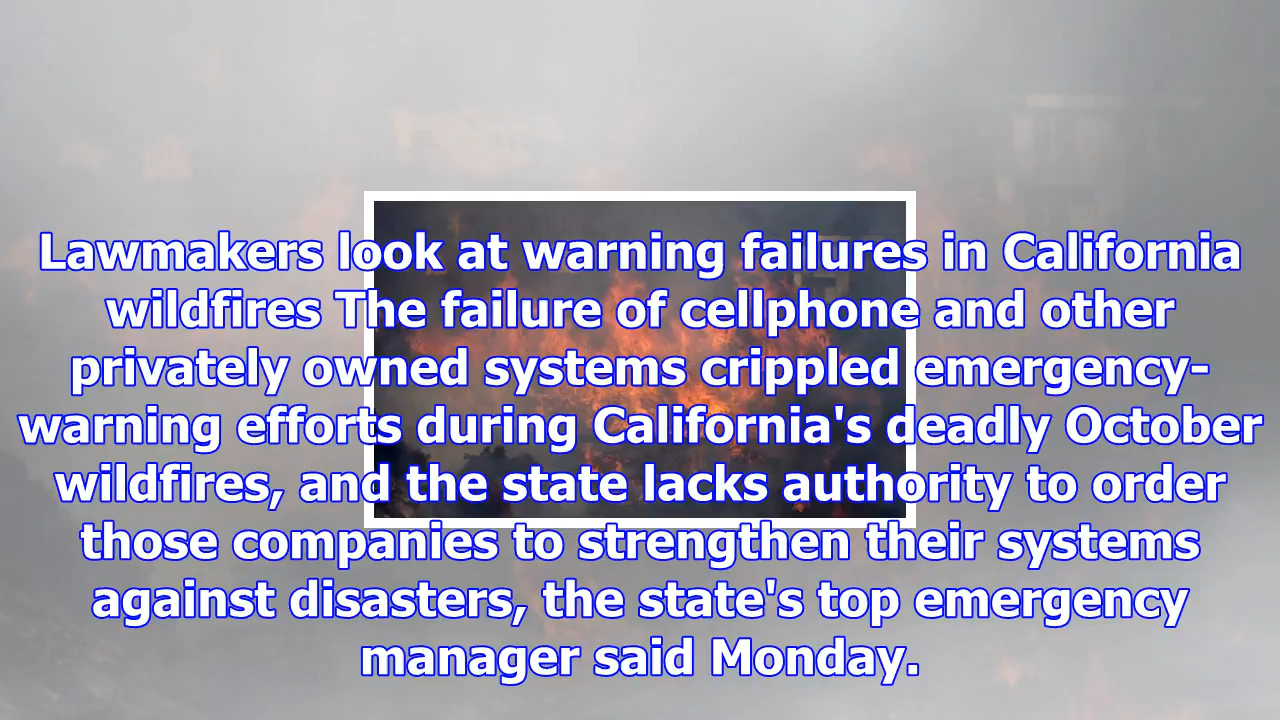 Lawmakers look at warning failures in California
wildfires The failure of cellphone and other
privately owned systems crippled emergency-
warning efforts during California's deadly October
wildfires, and the state lacks authority to order
those companies to strengthen their systems
against disasters, the state's top emergency
manager said Monday.